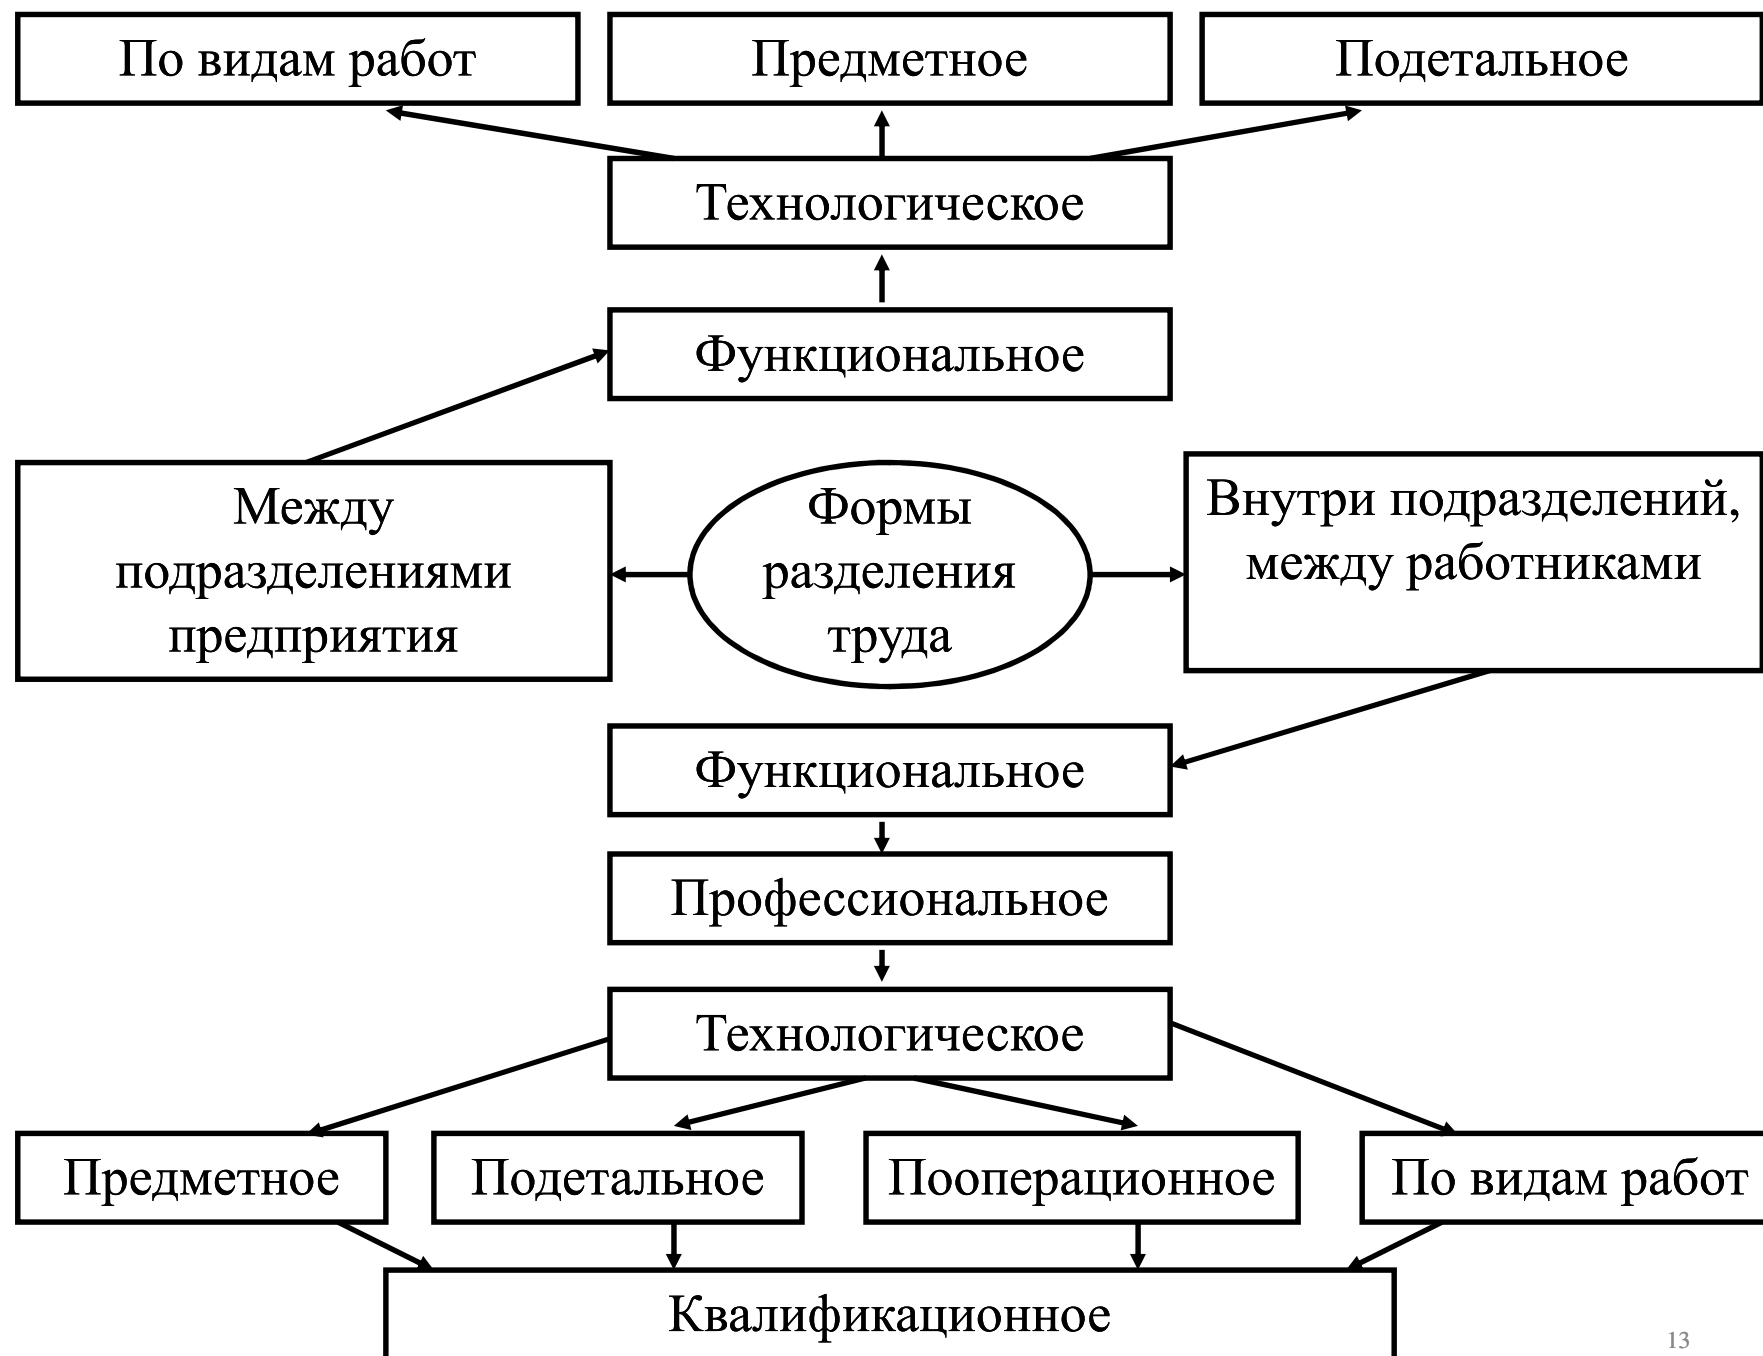 По видам работ
Предметное
Подетальное
Технологическое
Функциональное
Между
подразделениями
предприятия
Формы
разделения
труда
Внутри подразделений,
между работниками
Функциональное
Профессиональное
Технологическое
Предметное
Подетальное
Пооперационное
По видам работ
Квалификационное
13